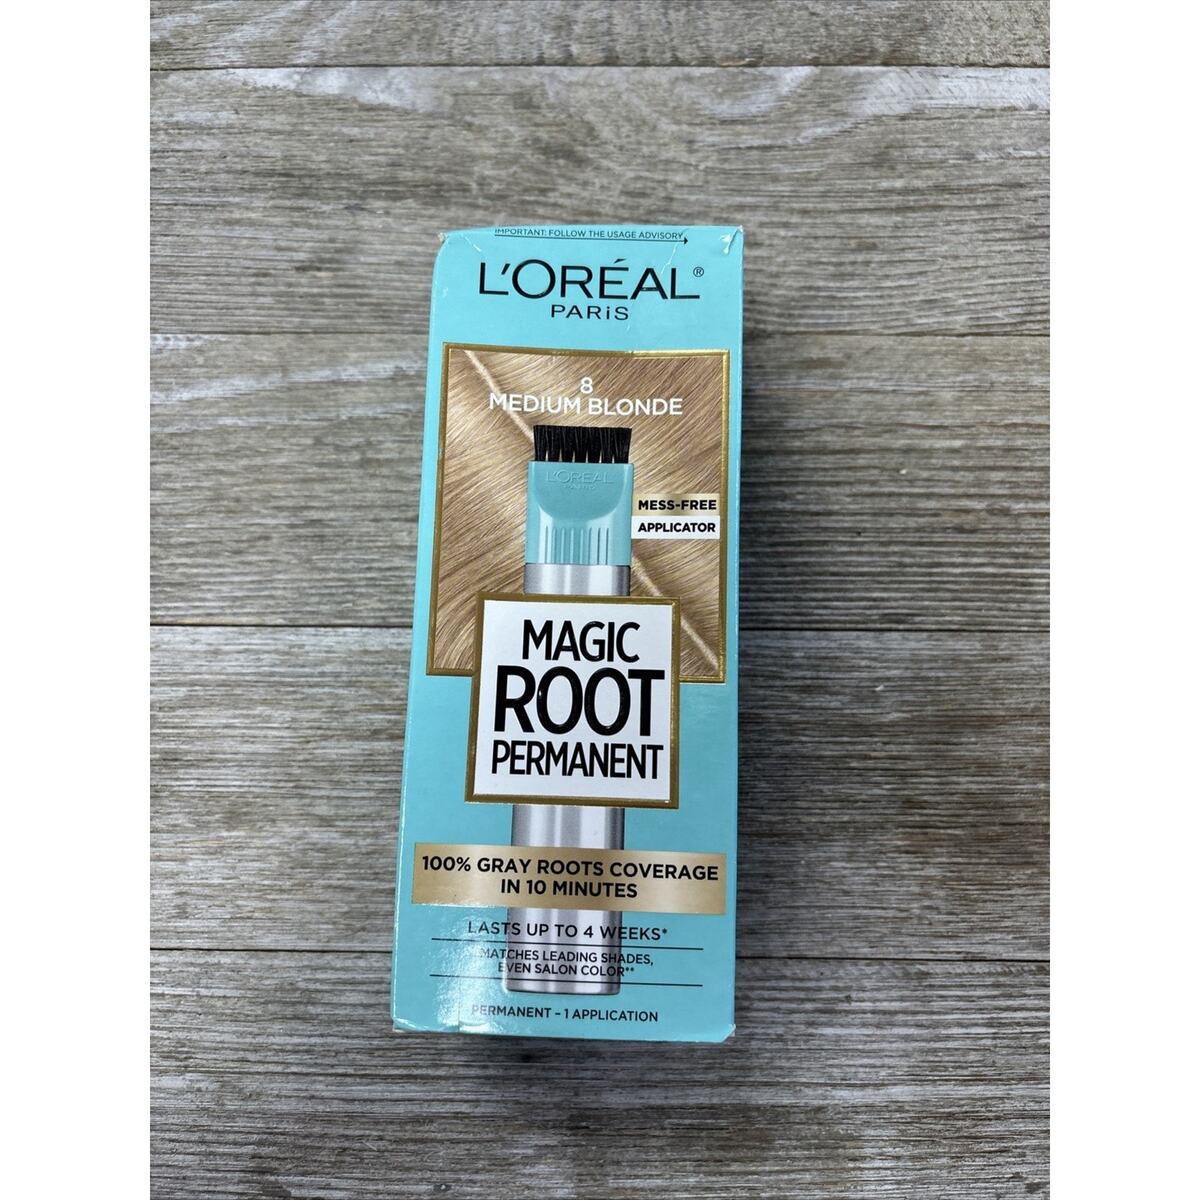 IMPORTANT: FOLLOW THE USAGE ADVISORY
L'ORÉAL®
PARiS
8
MEDIUM BLONDE
L'ORÉAL
PARIS
MESS-FREE
APPLICATOR
MAGIC
ROOT
PERMANENT
100% GRAY ROOTS COVERAGE
IN 10 MINUTES
LASTS UP TO 4 WEEKS*
MATCHES LEADING SHADES,
EVEN SALON COLOR**
PERMANENT - 1 APPLICATION